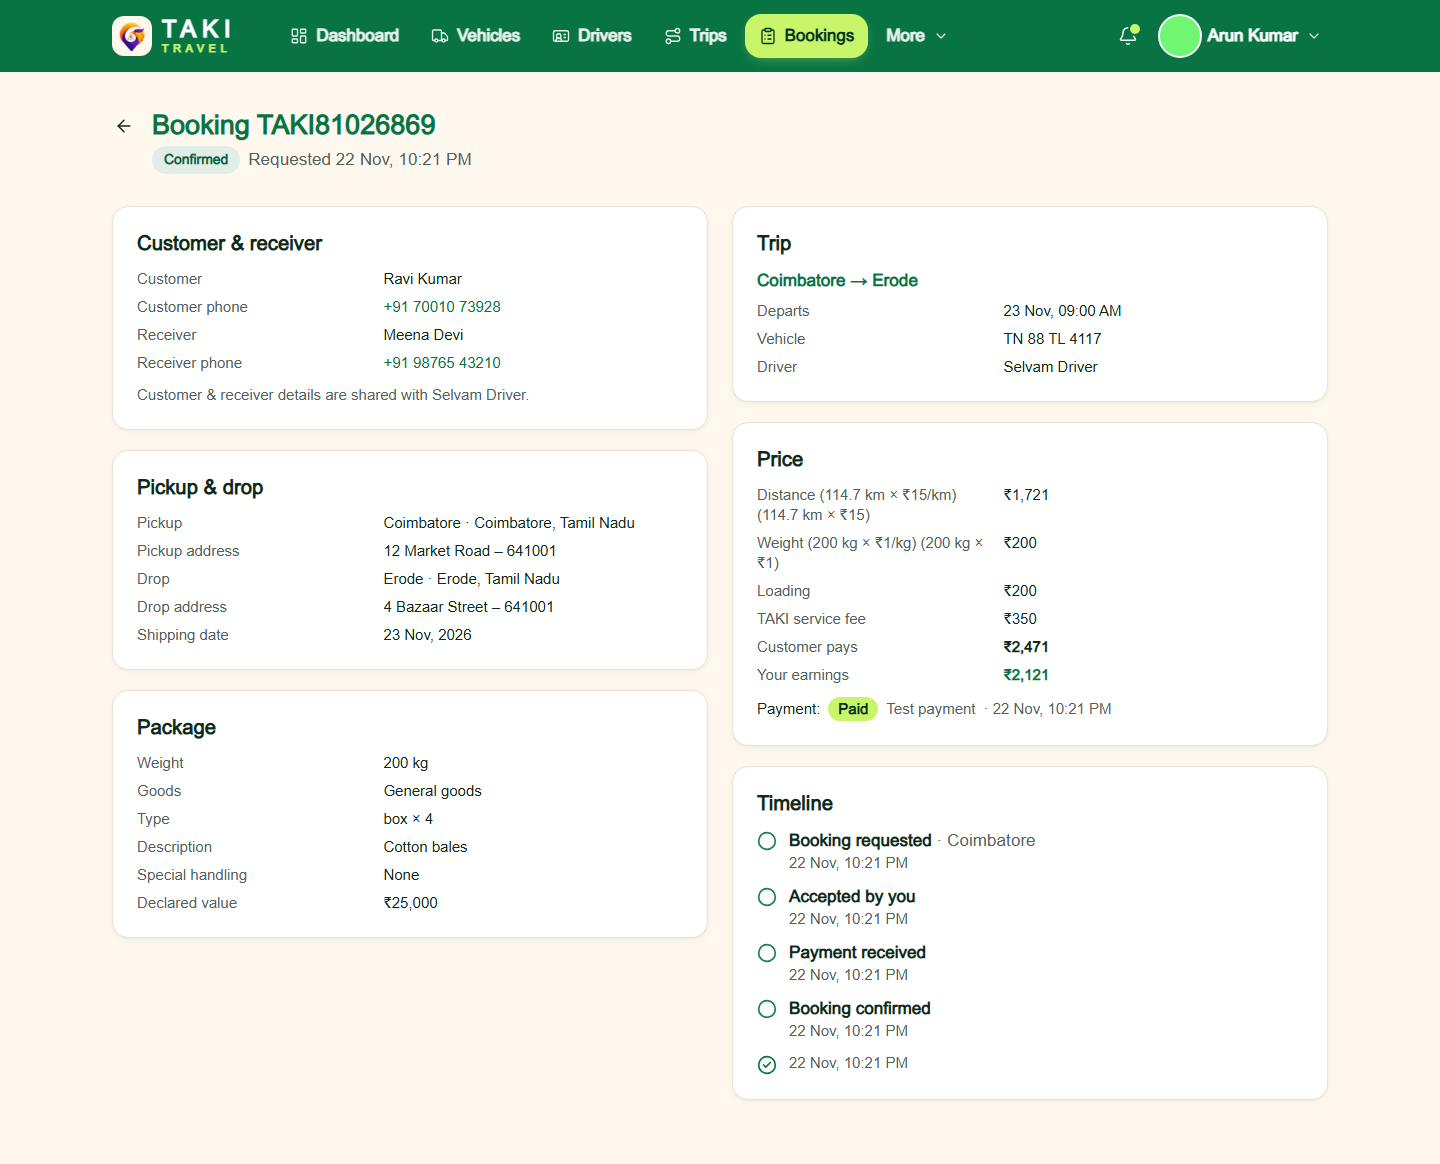 TAKI
TRAVEL
Dashboard
Vehicles
Drivers
Trips
Bookings
More
Arun Kumar
Booking TAKI81026869
Confirmed Requested 22 Nov, 10:21 PM
Customer & receiver
Customer Ravi Kumar
Customer phone +91 70010 73928
Receiver Meena Devi
Receiver phone +91 98765 43210
Customer & receiver details are shared with Selvam Driver.
Pickup & drop
Pickup Coimbatore · Coimbatore, Tamil Nadu
Pickup address 12 Market Road – 641001
Drop Erode · Erode, Tamil Nadu
Drop address 4 Bazaar Street – 641001
Shipping date 23 Nov, 2026
Package
Weight 200 kg
Goods General goods
Type box × 4
Description Cotton bales
Special handling None
Declared value ₹25,000
Trip
Coimbatore → Erode
Departs 23 Nov, 09:00 AM
Vehicle TN 88 TL 4117
Driver Selvam Driver
Price
Distance (114.7 km × ₹15/km) ₹1,721
(114.7 km × ₹15)
Weight (200 kg × ₹1/kg) (200 kg × ₹200
₹1)
Loading ₹200
TAKI service fee ₹350
Customer pays ₹2,471
Your earnings ₹2,121
Payment: Paid Test payment · 22 Nov, 10:21 PM
Timeline
Booking requested · Coimbatore
22 Nov, 10:21 PM
Accepted by you
22 Nov, 10:21 PM
Payment received
22 Nov, 10:21 PM
Booking confirmed
22 Nov, 10:21 PM
22 Nov, 10:21 PM